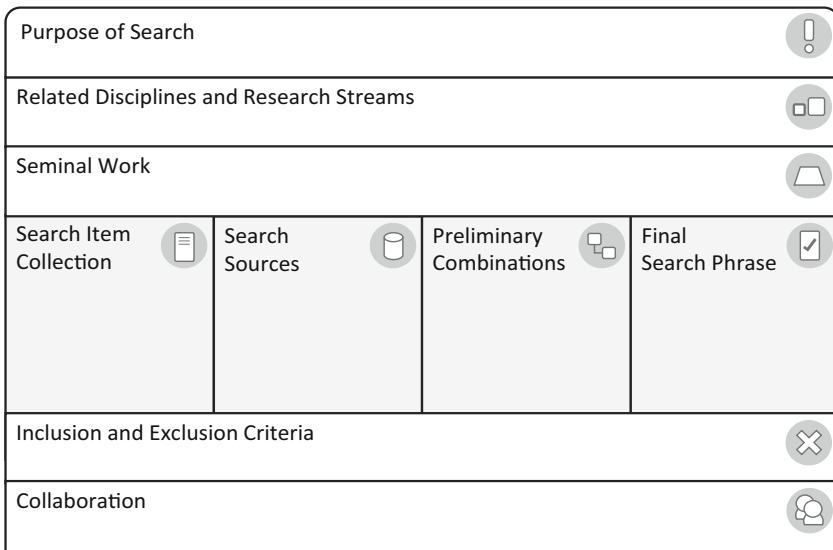 Purpose of Search
Related Disciplines and Research Streams
Seminal Work
Search Item
Collection
Search
Sources
Preliminary
Combinations
Final
Search Phrase
Inclusion and Exclusion Criteria
Collaboration